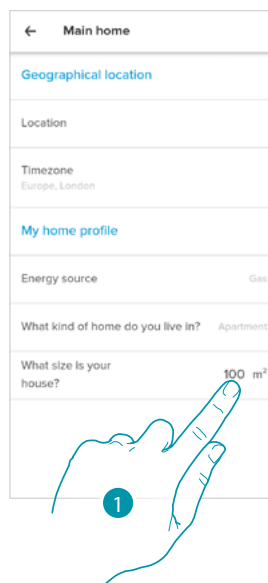 ← Main home
Geographical location
Location
Timezone
Europe, London
My home profile
Energy source Gas
What kind of home do you live in? Apartment
What size is your
house?
100 m²
1